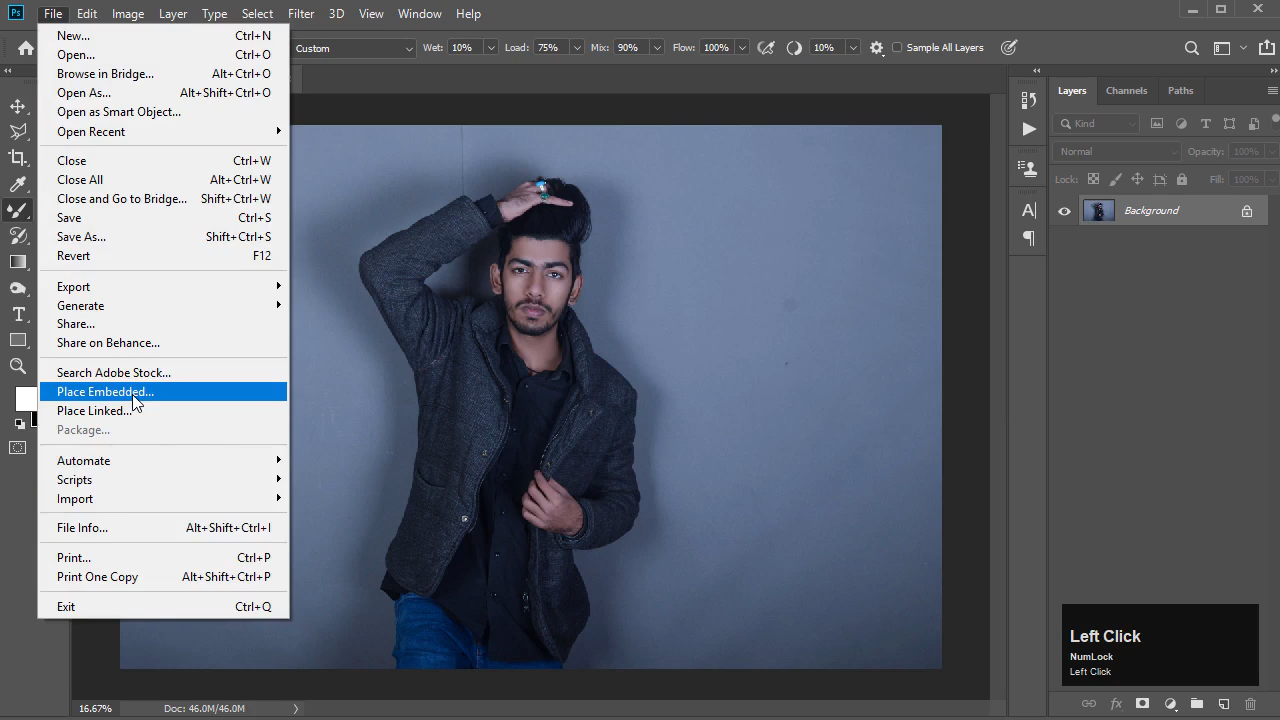 Ps File Edit Image Layer Type Select Filter 3D View Window Help
Custom Wet: 10% Load: 75% Mix: 90% Flow: 100% 10% Sample All Layers
New... Ctrl+N
Open... Ctrl+O
Browse in Bridge... Alt+Ctrl+O
Open As... Alt+Shift+Ctrl+O
Open as Smart Object...
Open Recent
Close Ctrl+W
Close All Alt+Ctrl+W
Close and Go to Bridge... Shift+Ctrl+W
Save Ctrl+S
Save As... Shift+Ctrl+S
Revert F12
Export
Generate
Share...
Share on Behance...
Search Adobe Stock...
Place Embedded...
Place Linked...
Package...
Automate
Scripts
Import
File Info... Alt+Shift+Ctrl+I
Print... Ctrl+P
Print One Copy Alt+Shift+Ctrl+P
Exit Ctrl+Q
Layers Channels Paths
Kind
Normal Opacity: 100%
Lock: Fill: 100%
Background
Left Click
NumLock
Left Click
16.67% Doc: 46.0M/46.0M